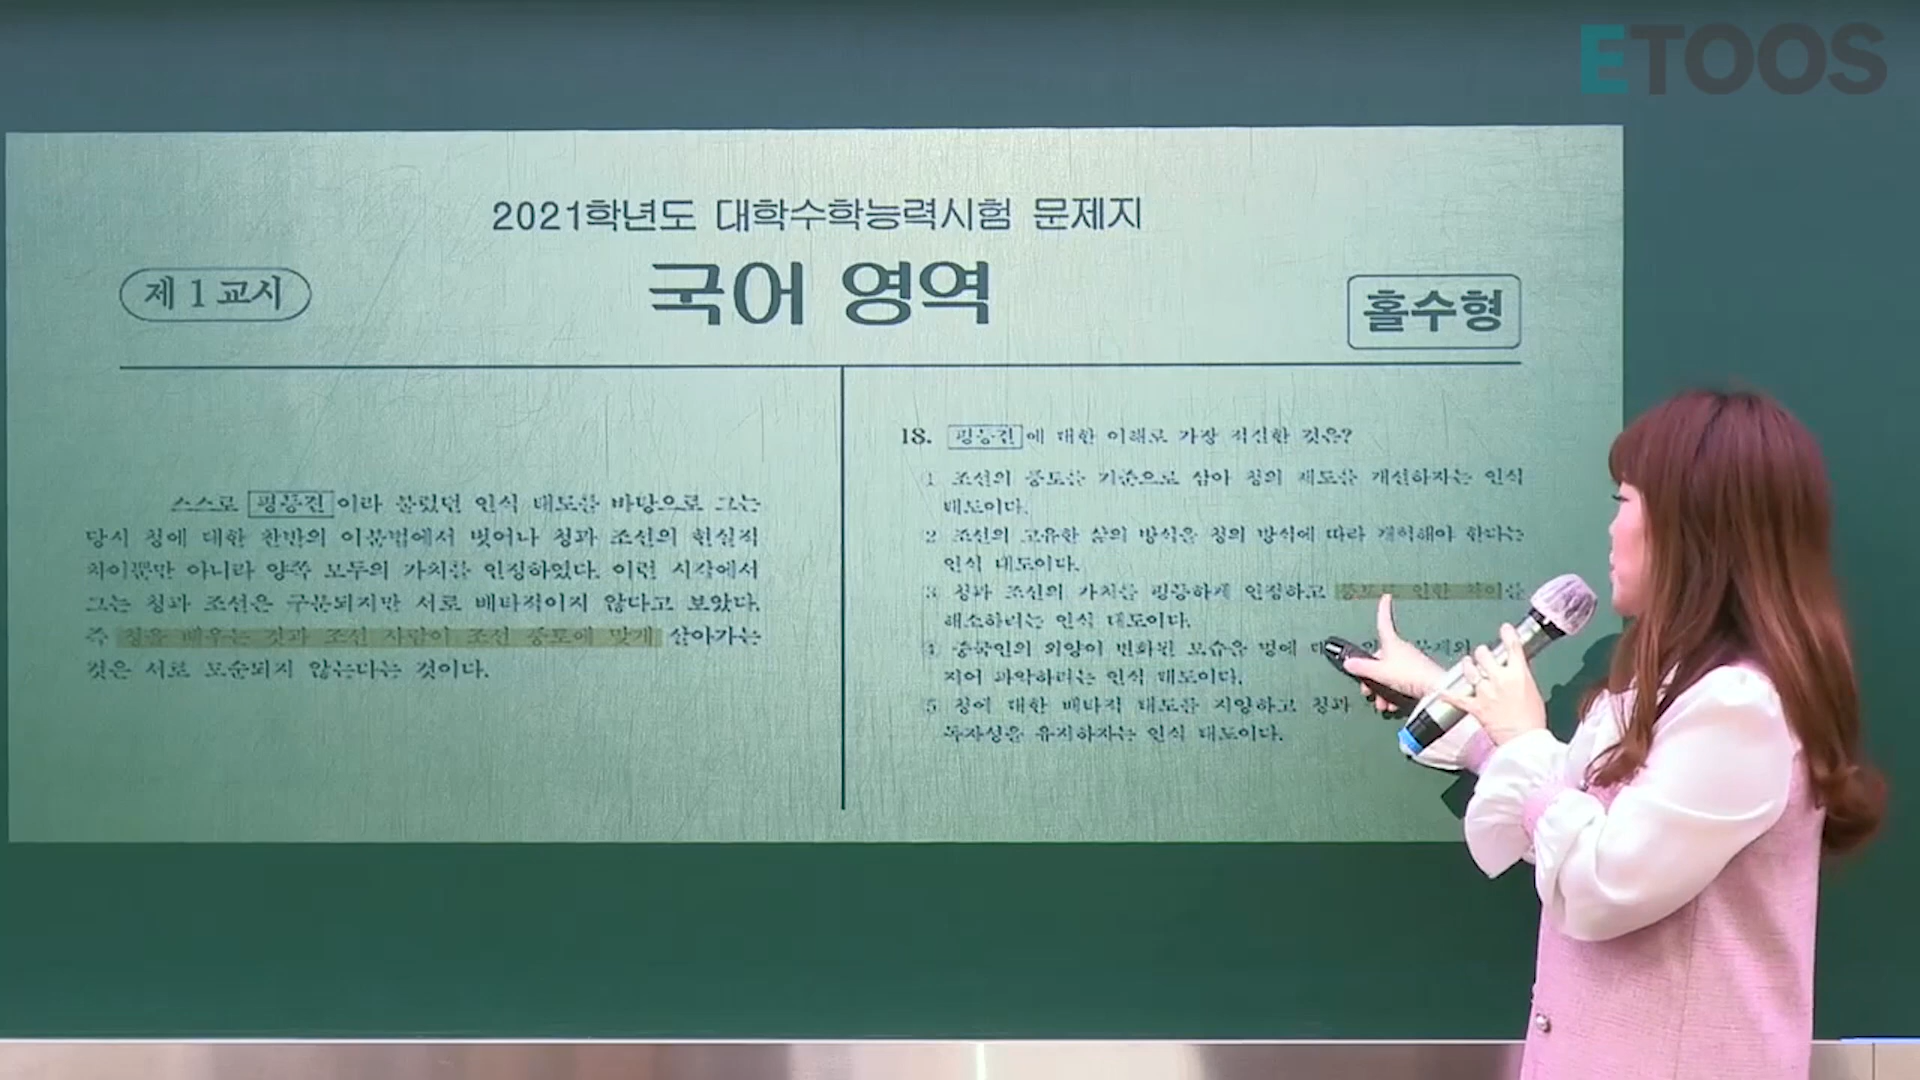 ETOOS
2021학년도 대학수학능력시험 문제지
제 1 교시
국어 영역
홀수형
스스로 평등견 이라 불렀던 인식 태도를 바탕으로 그는
당시 청에 대한 찬반의 이분법에서 벗어나 청과 조선의 현실적
차이뿐만 아니라 양쪽 모두의 가치를 인정하였다. 이런 시각에서
그는 청과 조선은 구분되지만 서로 배타적이지 않다고 보았다.
즉 청을 배우는 것과 조선 사람이 조선 풍토에 맞게 살아가는
것은 서로 모순되지 않는다는 것이다.
18. 평등견 에 대한 이해로 가장 적절한 것은?
① 조선의 풍토를 기준으로 삼아 청의 제도를 개선하자는 인식
태도이다.
② 조선의 고유한 삶의 방식을 청의 방식에 따라 개혁해야 한다는
인식 태도이다.
③ 청과 조선의 가치를 평등하게 인정하고 풍토로 인한 차이를
해소하려는 인식 태도이다.
④ 중국인의 외양이 변화된 모습을 명에 대 문제와
지어 파악하려는 인식 태도이다.
⑤ 청에 대한 배타적 태도를 지양하고 청과
독자성을 유지하자는 인식 태도이다.